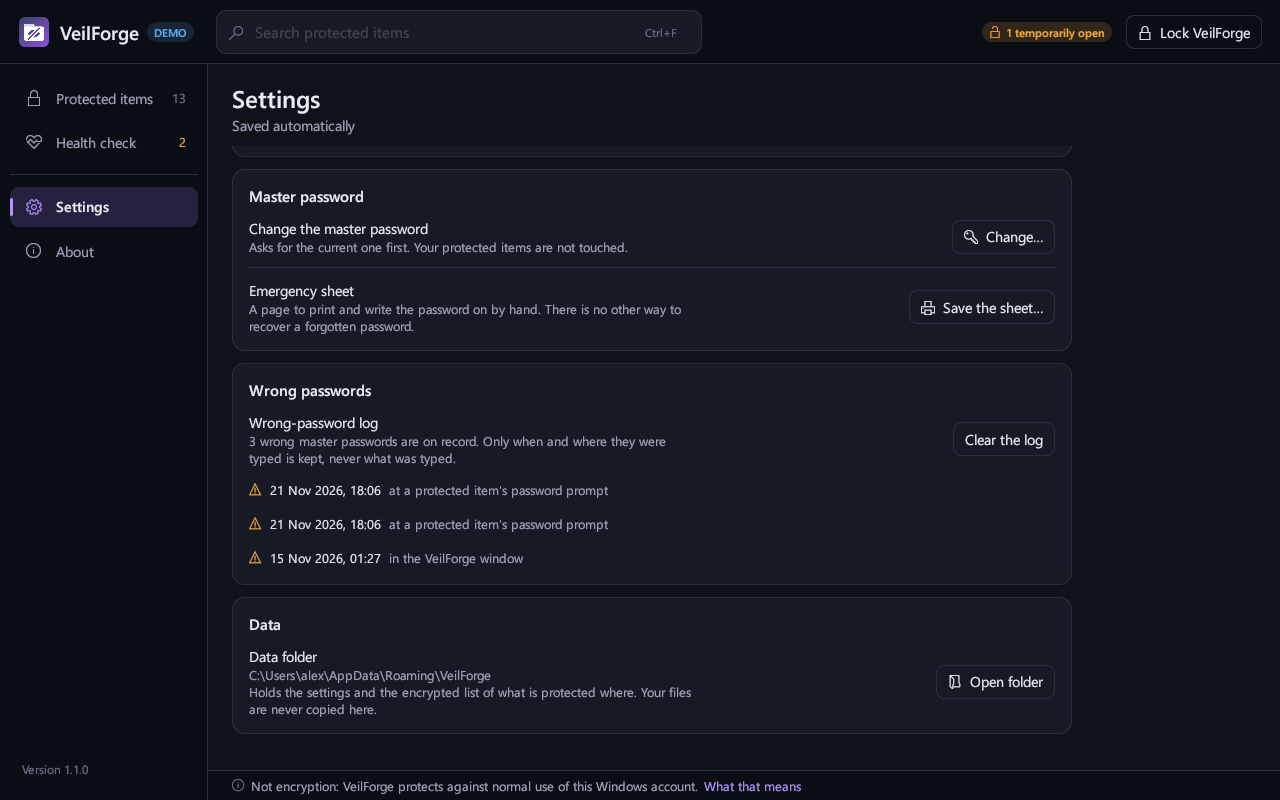 VeilForge DEMO
Search protected items Ctrl+F
1 temporarily open
Lock VeilForge
Protected items 13
Health check 2
Settings
About
Version 1.1.0
Settings
Saved automatically
Master password
Change the master password
Asks for the current one first. Your protected items are not touched.
Change...
Emergency sheet
A page to print and write the password on by hand. There is no other way to
recover a forgotten password.
Save the sheet...
Wrong passwords
Wrong-password log
3 wrong master passwords are on record. Only when and where they were
typed is kept, never what was typed.
Clear the log
21 Nov 2026, 18:06 at a protected item's password prompt
21 Nov 2026, 18:06 at a protected item's password prompt
15 Nov 2026, 01:27 in the VeilForge window
Data
Data folder
C:\Users\alex\AppData\Roaming\VeilForge
Holds the settings and the encrypted list of what is protected where. Your files
are never copied here.
Open folder
Not encryption: VeilForge protects against normal use of this Windows account. What that means